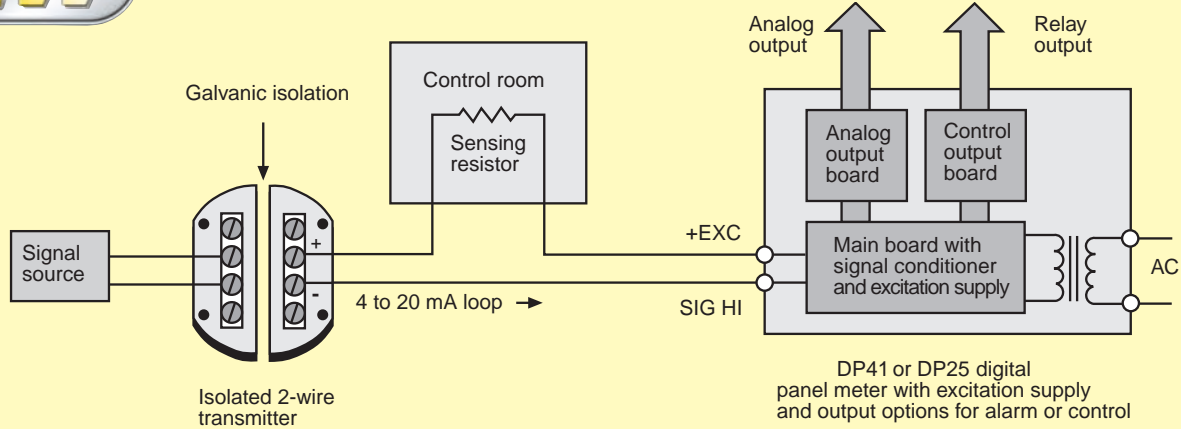 Analog
output
Relay
output
Galvanic isolation
Control room
Sensing
resistor
Analog
output
board
Control
output
board
Signal
source
+
-
4 to 20 mA loop
+EXC
SIG HI
Main board with
signal conditioner
and excitation supply
AC
Isolated 2-wire
transmitter
DP41 or DP25 digital
panel meter with excitation supply
and output options for alarm or control